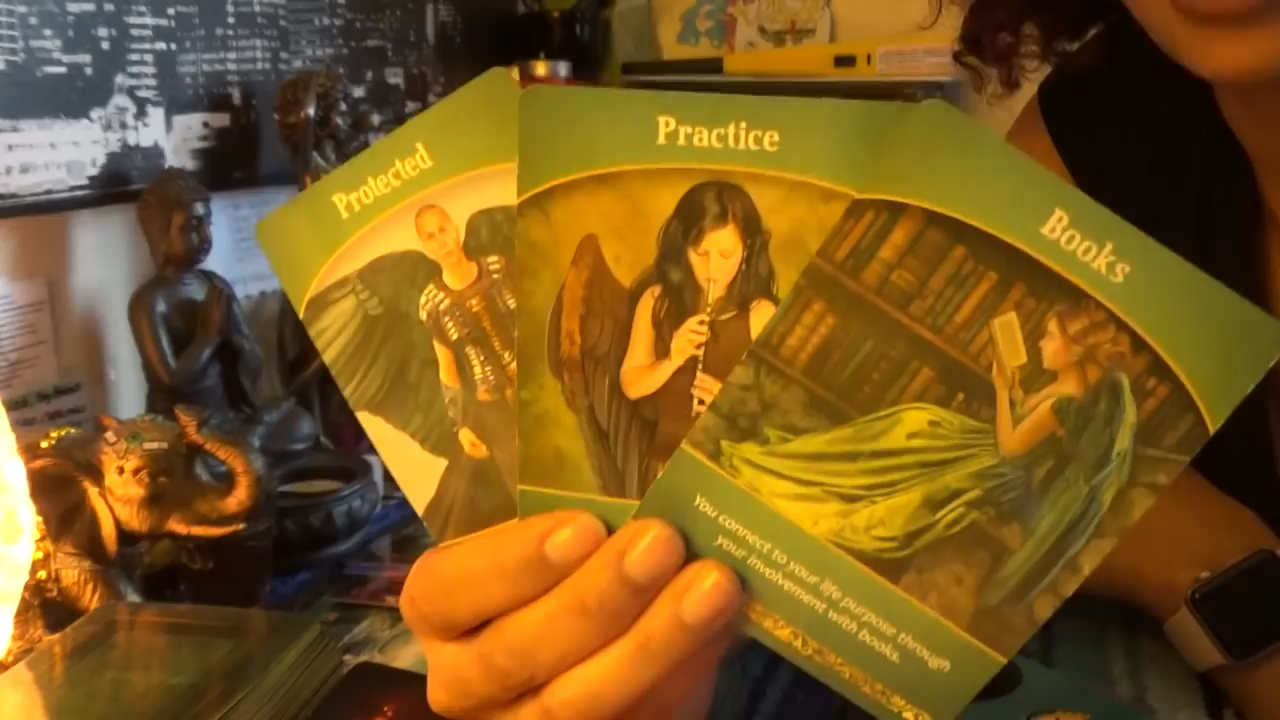 Protected
Practice
Books
You connect to your life purpose through
your involvement with books.